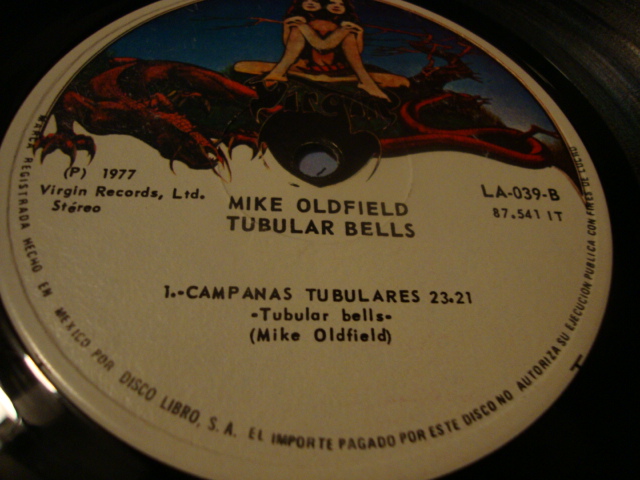 Virgin
(P) 1977
Virgin Records, Ltd.
Stéreo
MIKE OLDFIELD
TUBULAR BELLS
LA-039-B
87.541 IT
1.-CAMPANAS TUBULARES 23.21
-Tubular bells-
(Mike Oldfield)
MARCA REGISTRADA HECHO EN MEXICO POR DISCO LIBRO, S. A. EL IMPORTE PAGADO POR ESTE DISCO NO AUTORIZA SU EJECUCION PUBLICA CON FINES DE LUCRO